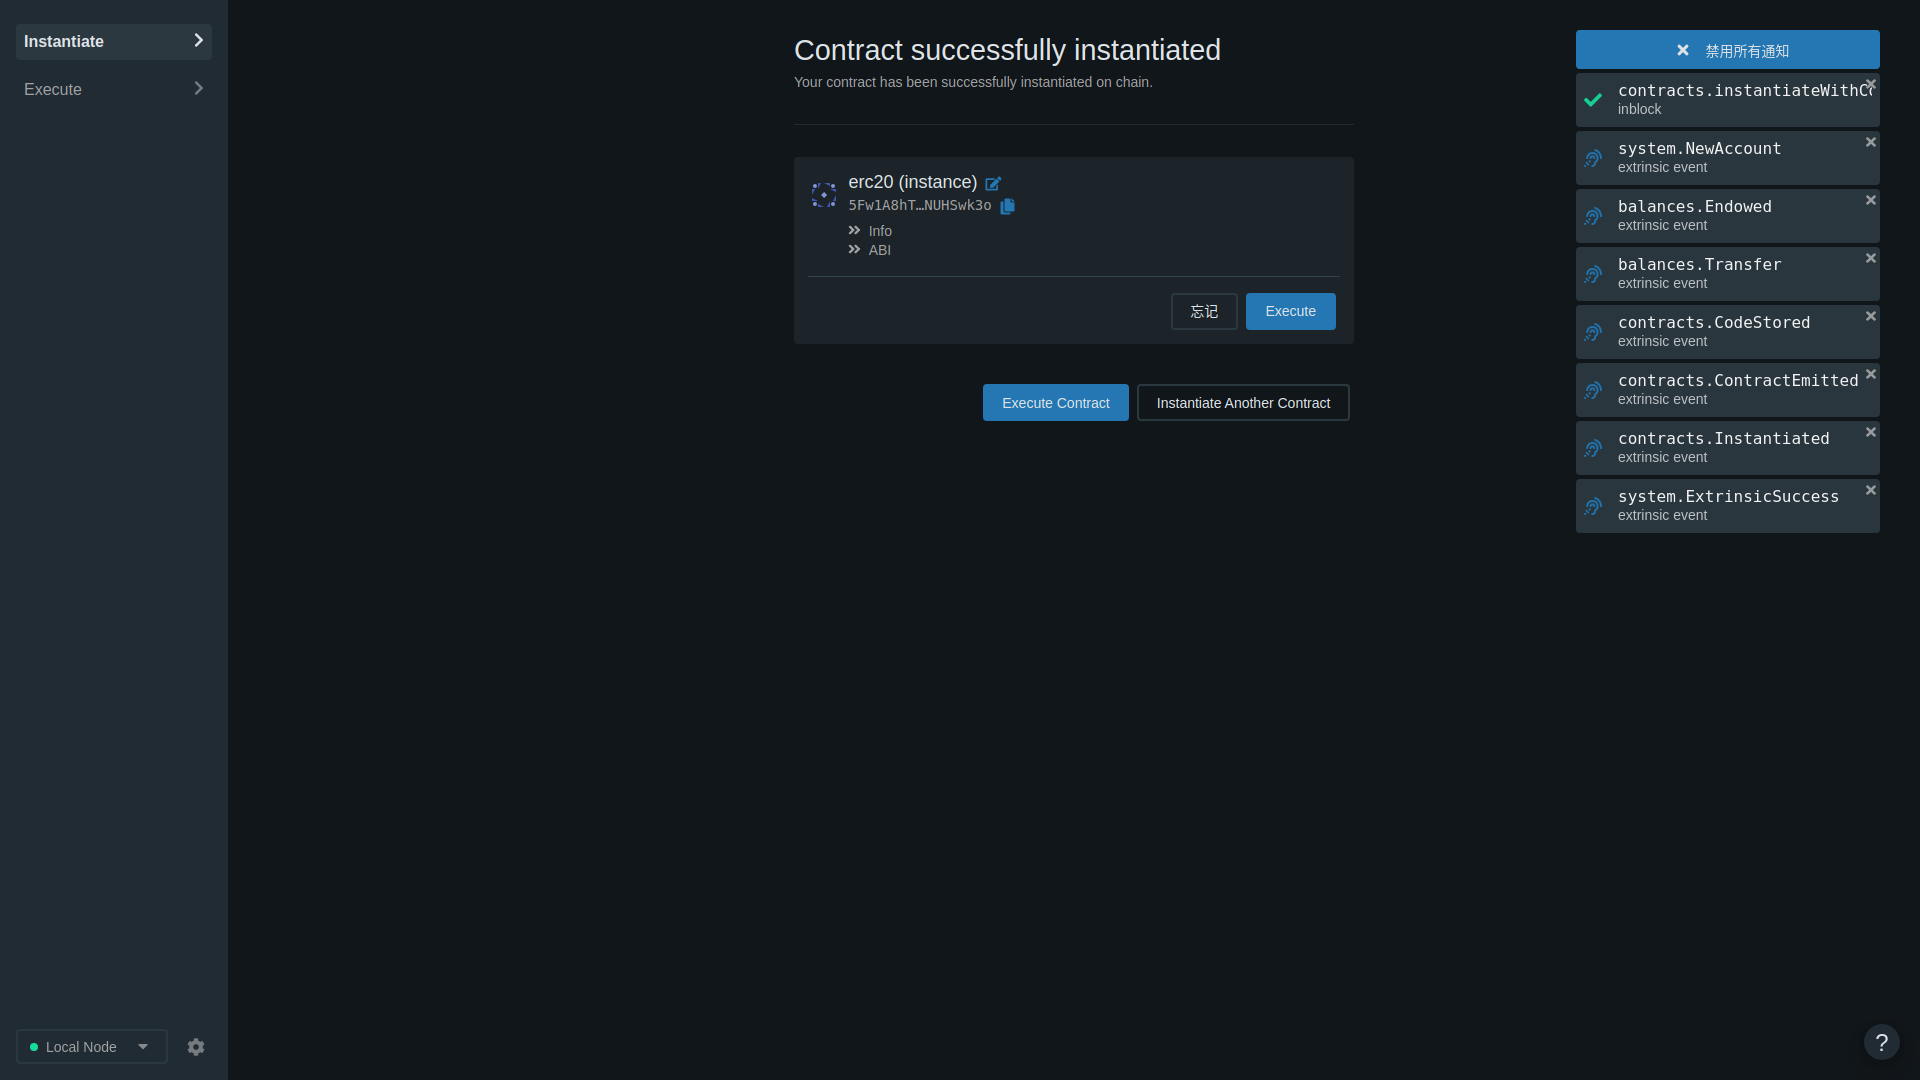 Instantiate
Execute
Contract successfully instantiated
Your contract has been successfully instantiated on chain.
erc20 (instance)
5Fw1A8hT…NUHSwk3o
Info
ABI
忘记
Execute
Execute Contract
Instantiate Another Contract
禁用所有通知
contracts.instantiateWithCo
inblock
system.NewAccount
extrinsic event
balances.Endowed
extrinsic event
balances.Transfer
extrinsic event
contracts.CodeStored
extrinsic event
contracts.ContractEmitted
extrinsic event
contracts.Instantiated
extrinsic event
system.ExtrinsicSuccess
extrinsic event
Local Node
?